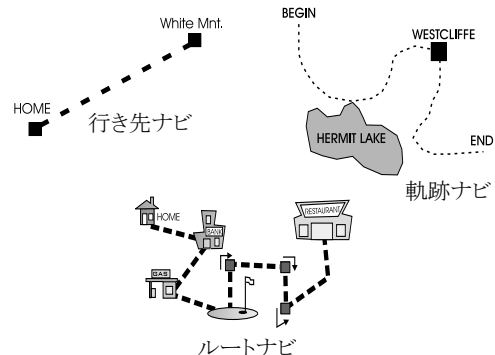 White Mnt.
HOME
行き先ナビ
BEGIN
WESTCLIFFE
HERMIT LAKE
END
軌跡ナビ
HOME
BANK
RESTAURANT
GAS
ルートナビ